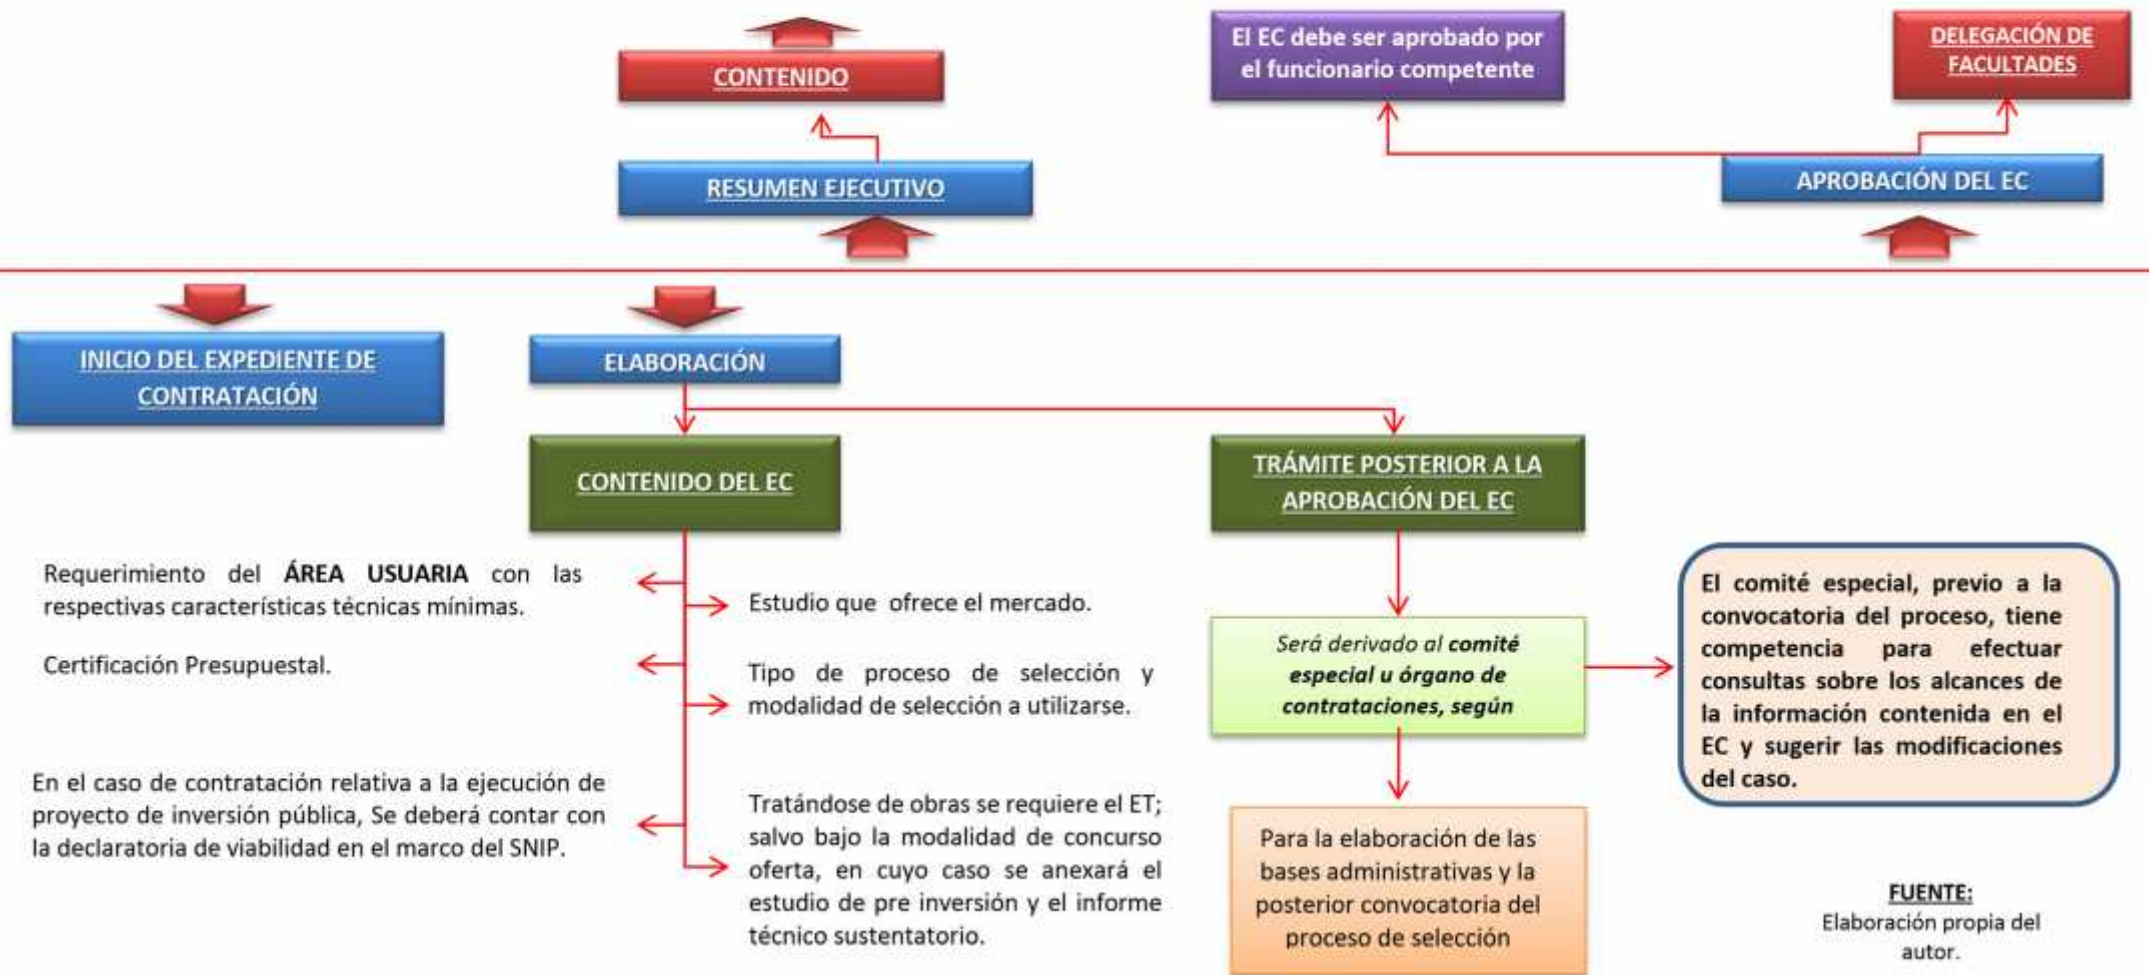 CONTENIDO
RESUMEN EJECUTIVO
El EC debe ser aprobado por
el funcionario competente
DELEGACIÓN DE
FACULTADES
APROBACIÓN DEL EC
INICIO DEL EXPEDIENTE DE
CONTRATACIÓN
ELABORACIÓN
CONTENIDO DEL EC
Requerimiento del ÁREA USUARIA con las
respectivas características técnicas mínimas.
Certificación Presupuestal.
En el caso de contratación relativa a la ejecución de
proyecto de inversión pública, Se deberá contar con
la declaratoria de viabilidad en el marco del SNIP.
Estudio que ofrece el mercado.
Tipo de proceso de selección y
modalidad de selección a utilizarse.
Tratándose de obras se requiere el ET;
salvo bajo la modalidad de concurso
oferta, en cuyo caso se anexará el
estudio de pre inversión y el informe
técnico sustentatorio.
TRÁMITE POSTERIOR A LA
APROBACIÓN DEL EC
Será derivado al comité
especial u órgano de
contrataciones, según
Para la elaboración de las
bases administrativas y la
posterior convocatoria del
proceso de selección
El comité especial, previo a la
convocatoria del proceso, tiene
competencia para efectuar
consultas sobre los alcances de
la información contenida en el
EC y sugerir las modificaciones
del caso.
FUENTE:
Elaboración propia del
autor.